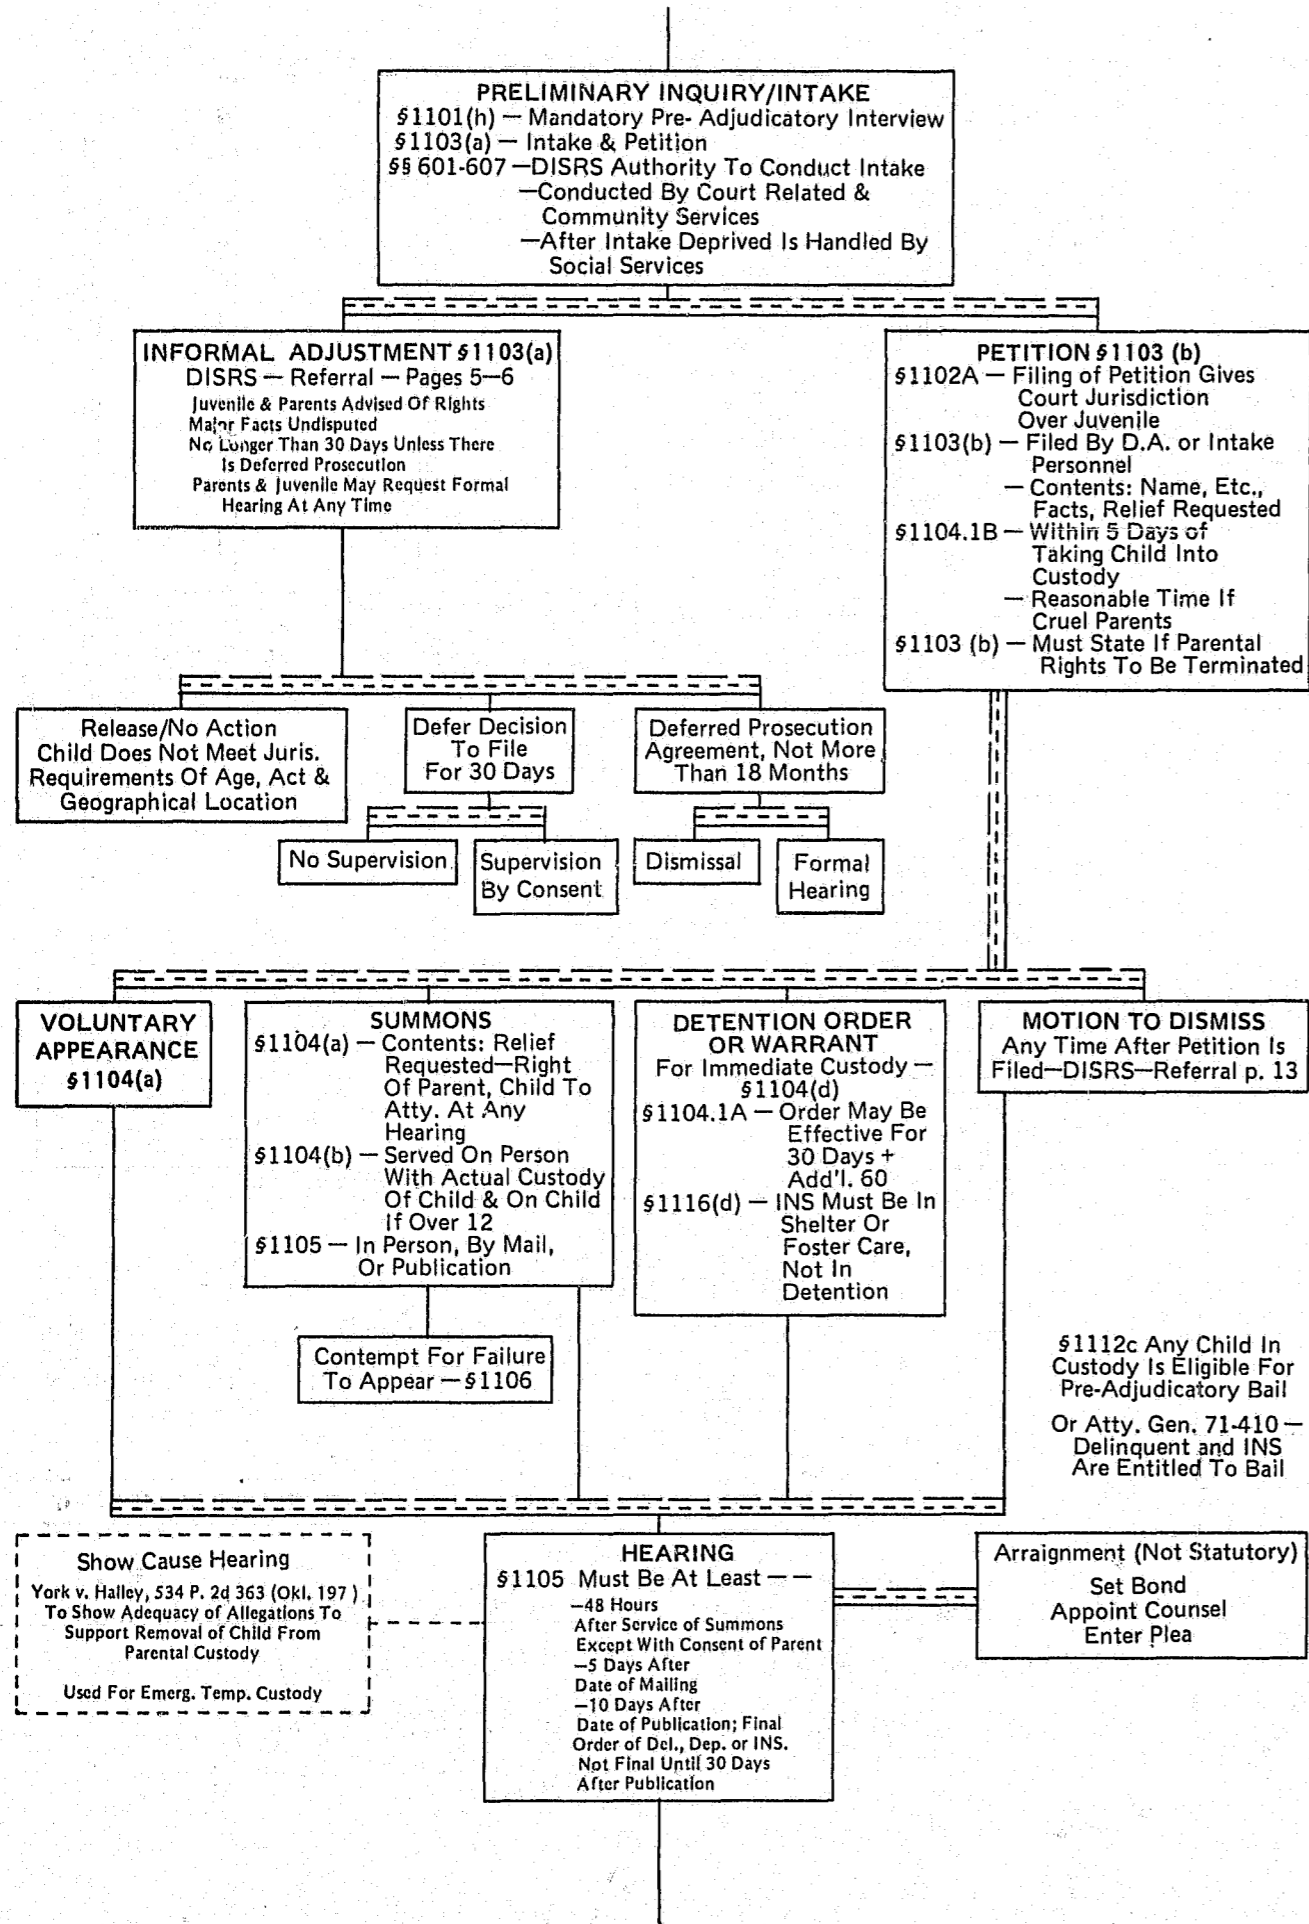 PRELIMINARY INQUIRY/INTAKE
§1101(h) — Mandatory Pre- Adjudicatory Interview
§1103(a) — Intake & Petition
§§ 601-607 —DISRS Authority To Conduct Intake
—Conducted By Court Related &
Community Services
—After Intake Deprived Is Handled By
Social Services
INFORMAL ADJUSTMENT §1103(a)
DISRS — Referral — Pages 5—6
Juvenile & Parents Advised Of Rights
Major Facts Undisputed
No Longer Than 30 Days Unless There
Is Deferred Prosecution
Parents & Juvenile May Request Formal
Hearing At Any Time
PETITION §1103 (b)
§1102A — Filing of Petition Gives
Court Jurisdiction
Over Juvenile
§1103(b) — Filed By D.A. or Intake
Personnel
— Contents: Name, Etc.,
Facts, Relief Requested
§1104.1B — Within 5 Days of
Taking Child Into
Custody
— Reasonable Time If
Cruel Parents
§1103 (b) — Must State If Parental
Rights To Be Terminated
Release/No Action
Child Does Not Meet Juris.
Requirements Of Age, Act &
Geographical Location
Defer Decision
To File
For 30 Days
Deferred Prosecution
Agreement, Not More
Than 18 Months
No Supervision
Supervision
By Consent
Dismissal
Formal
Hearing
VOLUNTARY
APPEARANCE
§1104(a)
SUMMONS
§1104(a) — Contents: Relief
Requested—Right
Of Parent, Child To
Atty. At Any
Hearing
§1104(b) — Served On Person
With Actual Custody
Of Child & On Child
If Over 12
§1105 — In Person, By Mail,
Or Publication
DETENTION ORDER
OR WARRANT
For Immediate Custody —
§1104(d)
§1104.1A — Order May Be
Effective For
30 Days +
Add'l. 60
§1116(d) — INS Must Be In
Shelter Or
Foster Care,
Not In
Detention
MOTION TO DISMISS
Any Time After Petition Is
Filed—DISRS—Referral p. 13
Contempt For Failure
To Appear —§1106
§1112c Any Child In
Custody Is Eligible For
Pre-Adjudicatory Bail
Or Atty. Gen. 71-410 —
Delinquent and INS
Are Entitled To Bail
Show Cause Hearing
York v. Halley, 534 P. 2d 363 (Okl. 197 )
To Show Adequacy of Allegations To
Support Removal of Child From
Parental Custody
Used For Emerg. Temp. Custody
HEARING
§1105 Must Be At Least — —
—48 Hours
After Service of Summons
Except With Consent of Parent
—5 Days After
Date of Mailing
—10 Days After
Date of Publication; Final
Order of Del., Dep. or INS.
Not Final Until 30 Days
After Publication
Arraignment (Not Statutory)
Set Bond
Appoint Counsel
Enter Plea